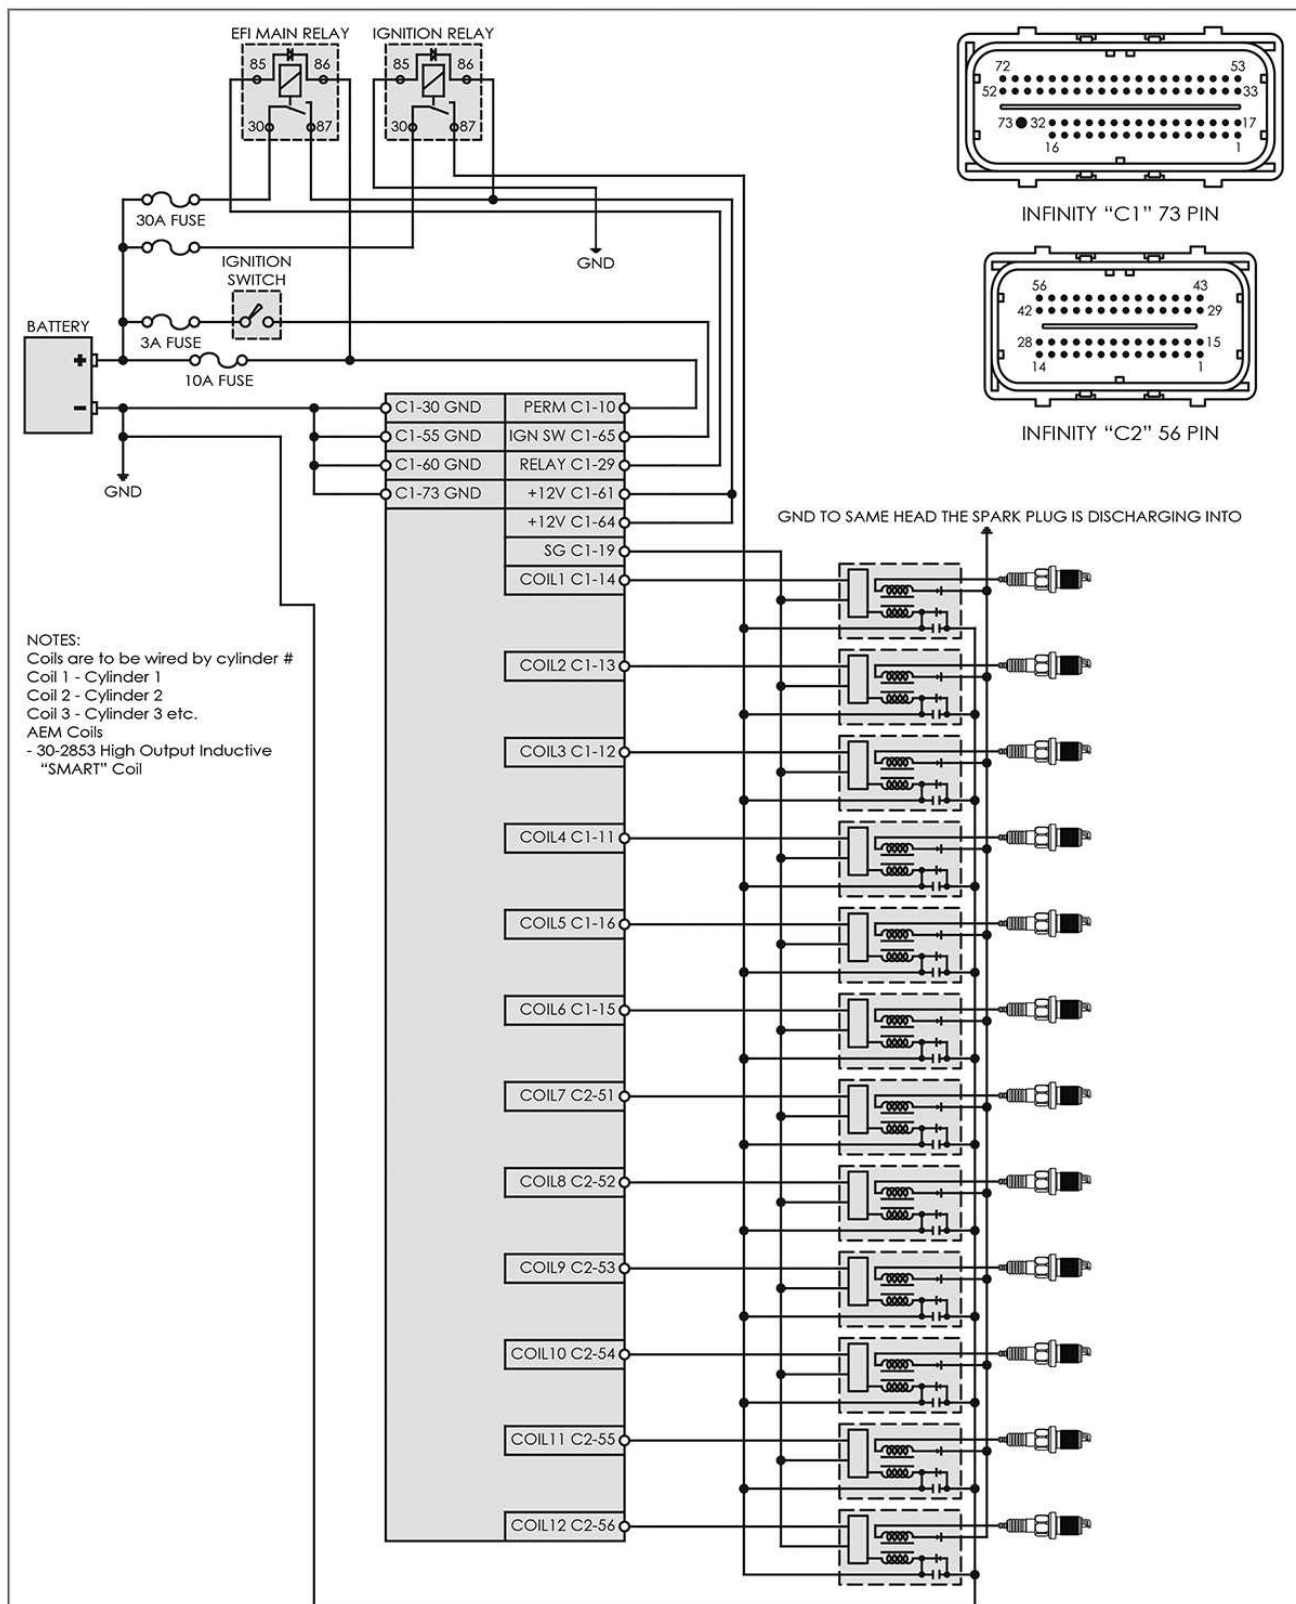 EFI MAIN RELAY
IGNITION RELAY
85 86
30 87
85 86
30 87
30A FUSE
GND
IGNITION
SWITCH
3A FUSE
BATTERY
+
-
10A FUSE
GND
72 53
52 33
73 32 17
16 1
INFINITY “C1” 73 PIN
56 43
42 29
28 15
14 1
INFINITY “C2” 56 PIN
C1-30 GND PERM C1-10
C1-55 GND IGN SW C1-65
C1-60 GND RELAY C1-29
C1-73 GND +12V C1-61
+12V C1-64
SG C1-19
COIL1 C1-14
COIL2 C1-13
COIL3 C1-12
COIL4 C1-11
COIL5 C1-16
COIL6 C1-15
COIL7 C2-51
COIL8 C2-52
COIL9 C2-53
COIL10 C2-54
COIL11 C2-55
COIL12 C2-56
GND TO SAME HEAD THE SPARK PLUG IS DISCHARGING INTO
NOTES:
Coils are to be wired by cylinder #
Coil 1 - Cylinder 1
Coil 2 - Cylinder 2
Coil 3 - Cylinder 3 etc.
AEM Coils
- 30-2853 High Output Inductive
“SMART” Coil